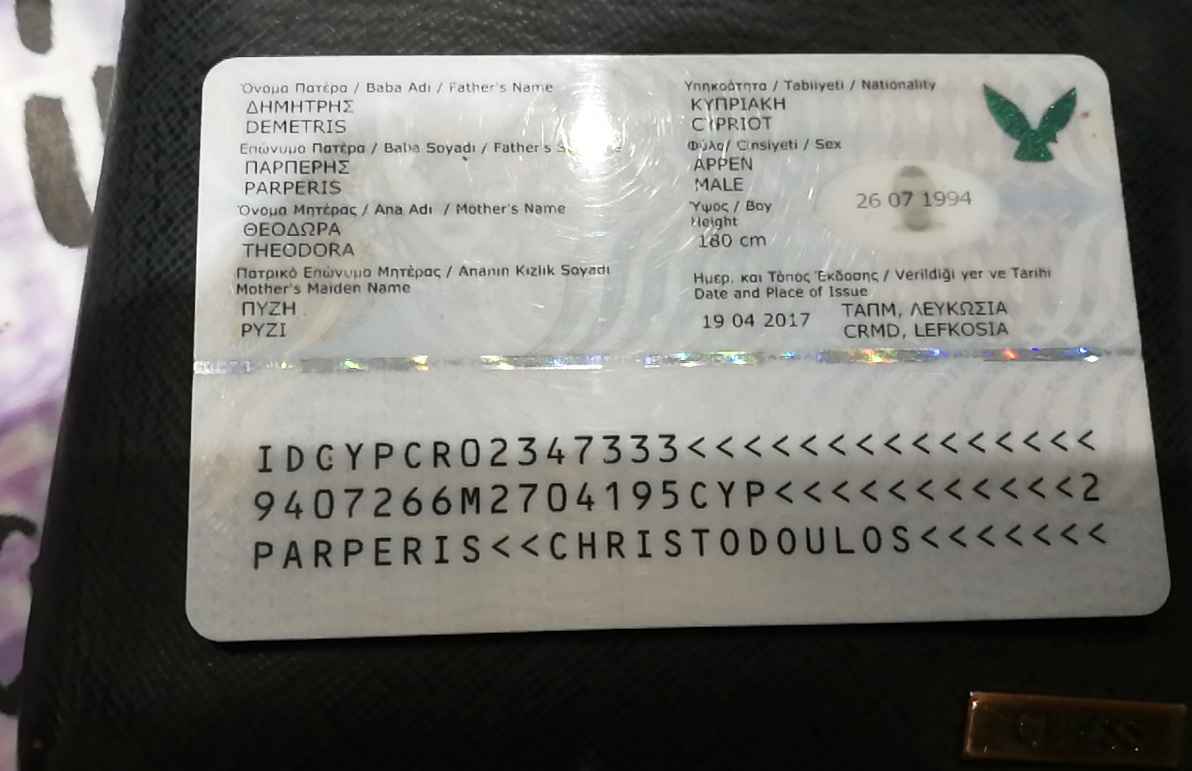 Όνομα Πατέρα / Baba Adı / Father's Name
ΔΗΜΗΤΡΗΣ
DEMETRIS
Επώνυμο Πατέρα / Baba Soyadı / Father's
ΠΑΡΠΕΡΗΣ
PARPERIS
Όνομα Μητέρας / Ana Adı / Mother's Name
ΘΕΟΔΩΡΑ
THEODORA
Πατρικό Επώνυμο Μητέρας / Ananın Kızlık Soyadı
Mother's Maiden Name
ΠΥΖΗ
PYZI
Υπηκοότητα / Tabiiyeti / Nationality
ΚΥΠΡΙΑΚΗ
CYPRIOT
Φύλο / Cinsiyeti / Sex
ΑΡΡΕΝ
MALE
Ύψος / Boy
Height
180 cm
26 07 1994
Ημερ. και Τόπος Έκδοσης / Verildiği yer ve Tarihi
Date and Place of Issue
19 04 2017 ΤΑΠΜ, ΛΕΥΚΩΣΙΑ
CRMD, LEFKOSIA
IDCYPCR02347333<<<<<<<<<<<<<<<
9407266M2704195CYP<<<<<<<<<<<2
PARPERIS<<CHRISTODOULOS<<<<<<<